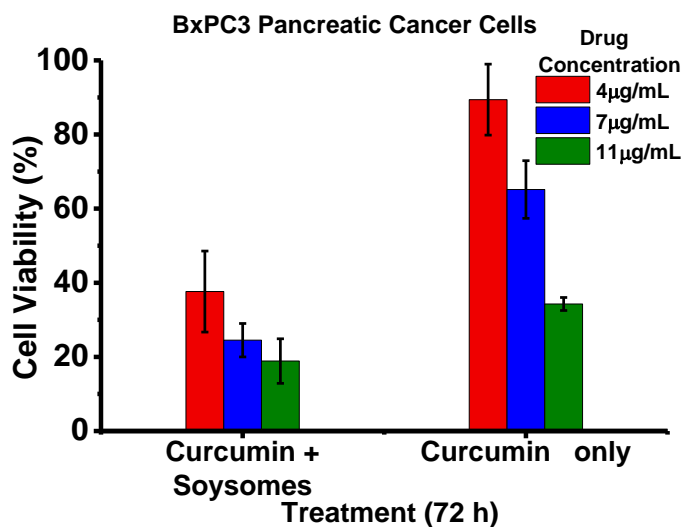 BxPC3 Pancreatic Cancer Cells
Drug
Concentration
4μg/mL
7μg/mL
11μg/mL
100
80
60
40
20
0
Cell Viability (%)
Curcumin +
Soysomes
Curcumin only
Treatment (72 h)